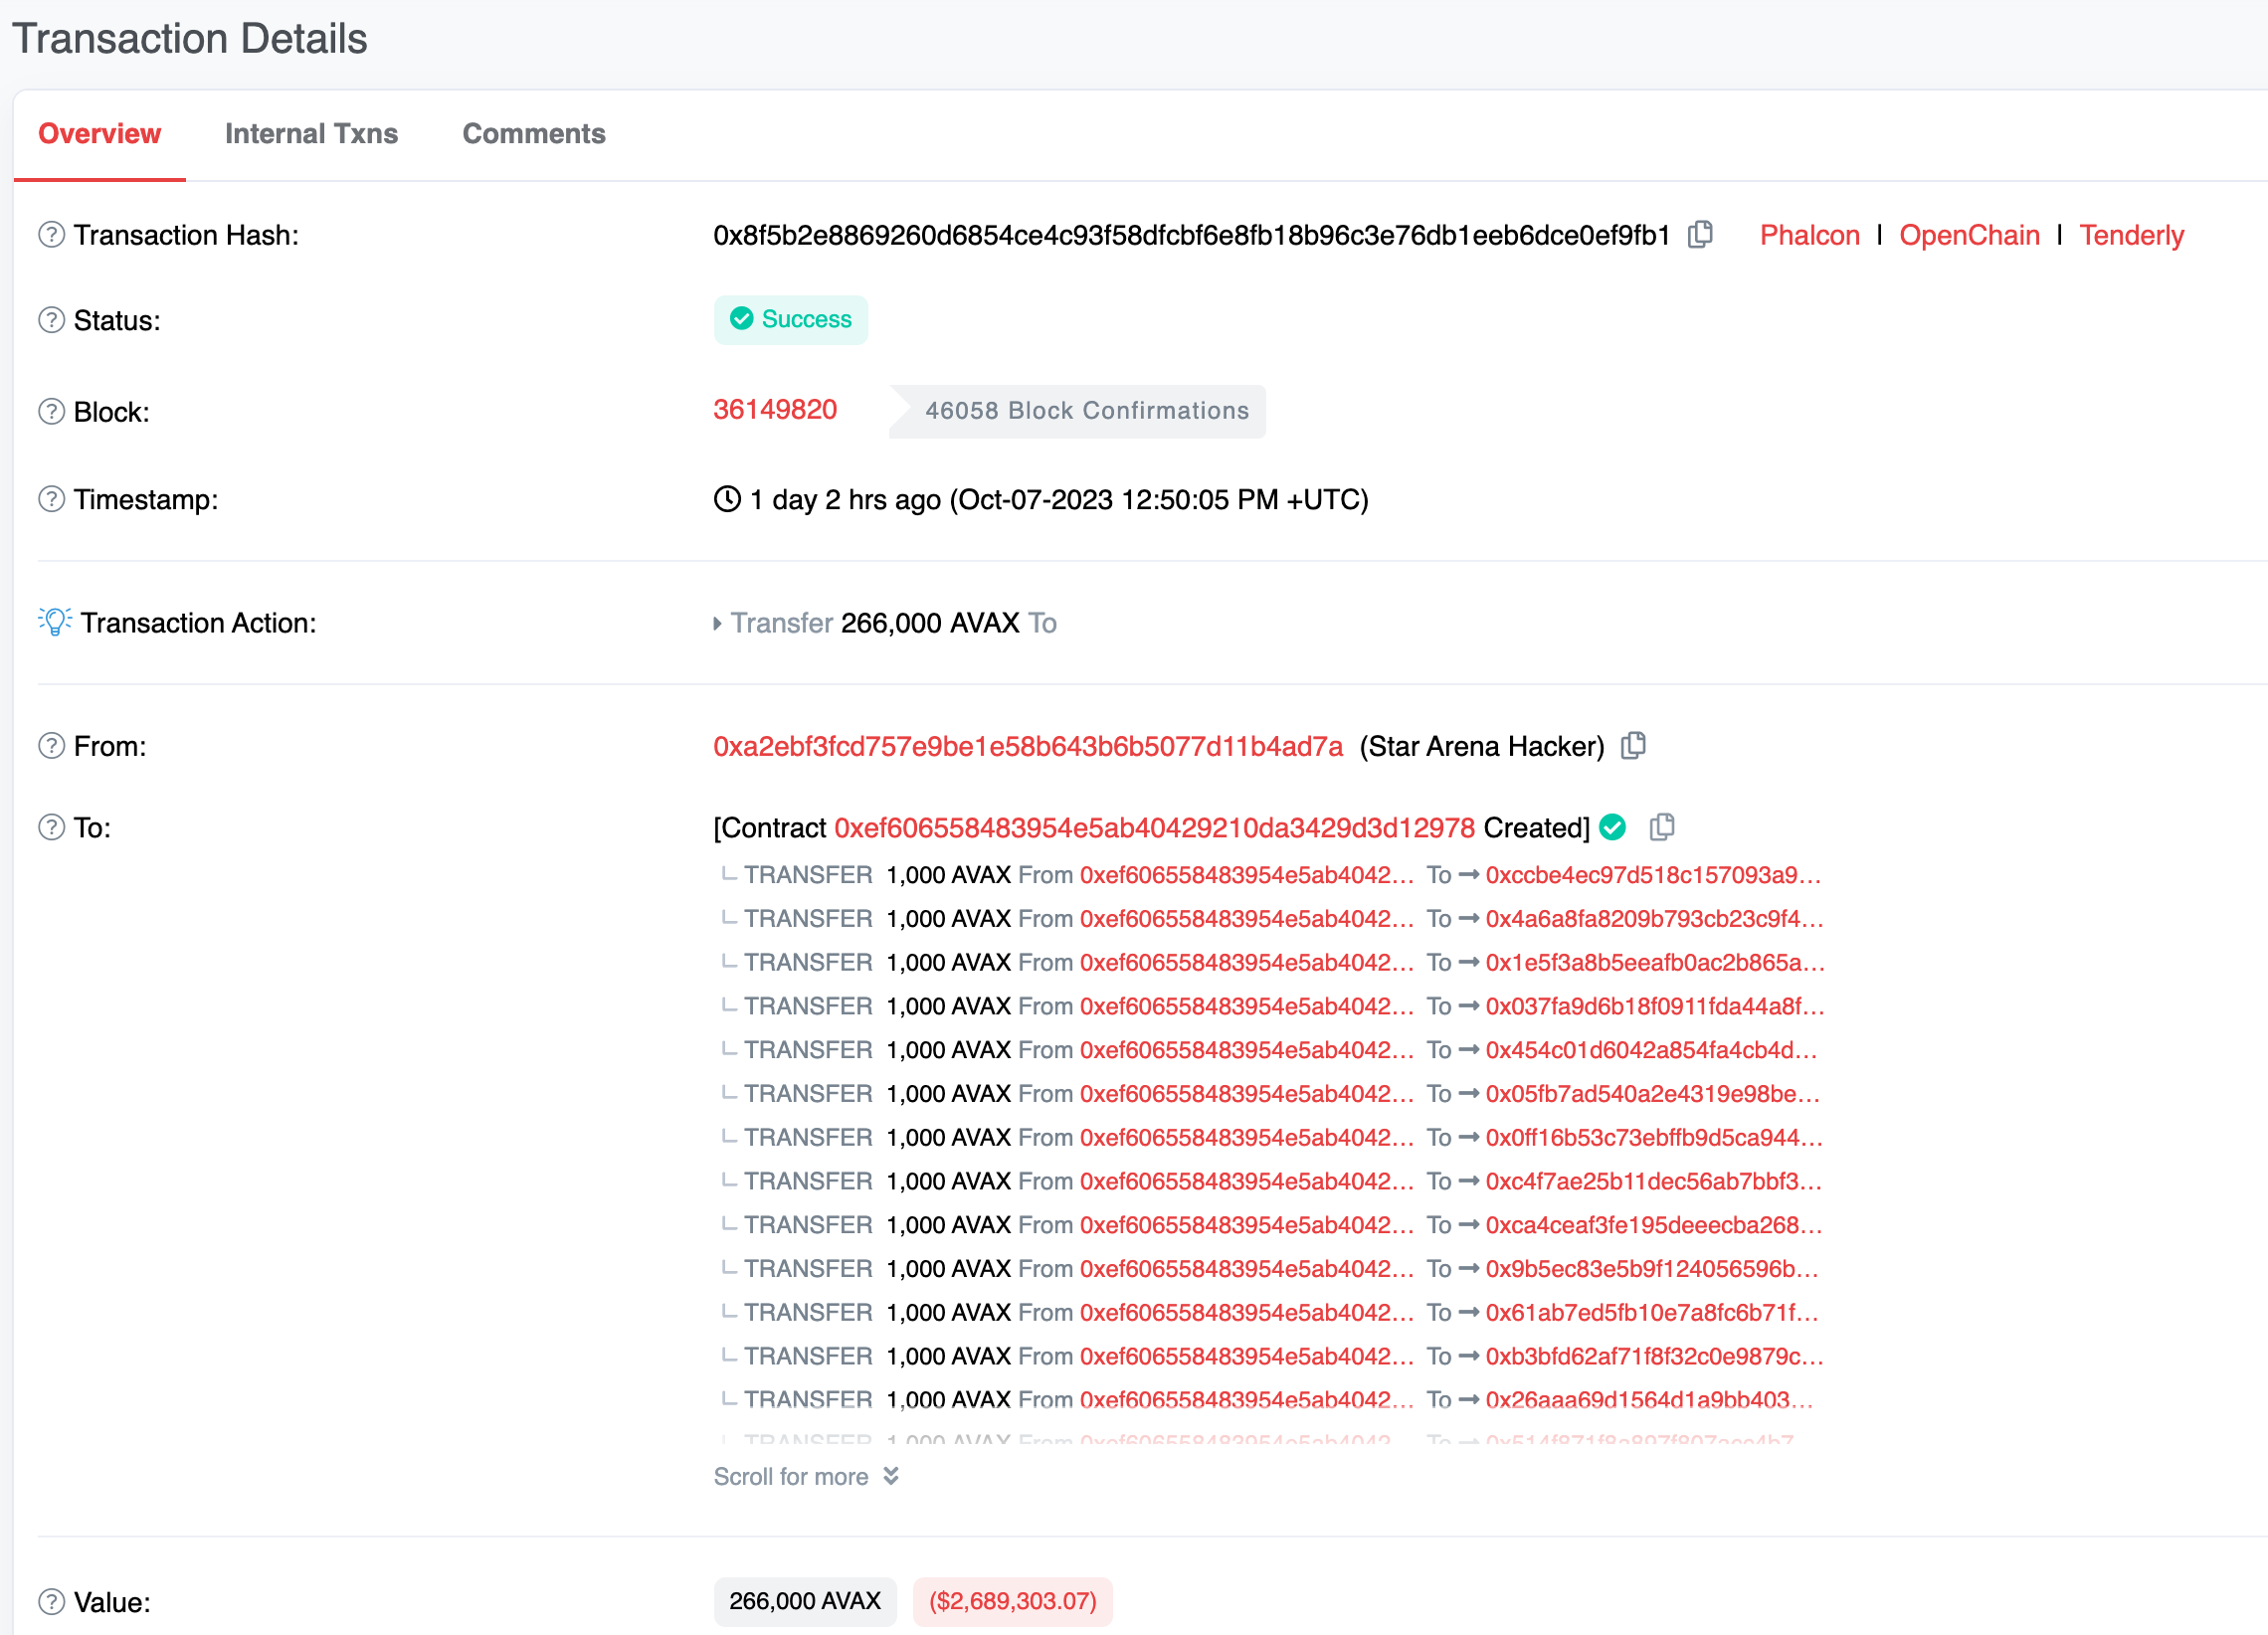 Transaction Details
Overview Internal Txns Comments
Transaction Hash: 0x8f5b2e8869260d6854ce4c93f58dfcbf6e8fb18b96c3e76db1eeb6dce0ef9fb1 Phalcon | OpenChain | Tenderly
Status: Success
Block: 36149820 46058 Block Confirmations
Timestamp: 1 day 2 hrs ago (Oct-07-2023 12:50:05 PM +UTC)
Transaction Action: Transfer 266,000 AVAX To
From: 0xa2ebf3fcd757e9be1e58b643b6b5077d11b4ad7a (Star Arena Hacker)
To: [Contract 0xef606558483954e5ab40429210da3429d3d12978 Created]
TRANSFER 1,000 AVAX From 0xef606558483954e5ab4042... To → 0xccbe4ec97d518c157093a9...
TRANSFER 1,000 AVAX From 0xef606558483954e5ab4042... To → 0x4a6a8fa8209b793cb23c9f4...
TRANSFER 1,000 AVAX From 0xef606558483954e5ab4042... To → 0x1e5f3a8b5eeafb0ac2b865a...
TRANSFER 1,000 AVAX From 0xef606558483954e5ab4042... To → 0x037fa9d6b18f0911fda44a8f...
TRANSFER 1,000 AVAX From 0xef606558483954e5ab4042... To → 0x454c01d6042a854fa4cb4d...
TRANSFER 1,000 AVAX From 0xef606558483954e5ab4042... To → 0x05fb7ad540a2e4319e98be...
TRANSFER 1,000 AVAX From 0xef606558483954e5ab4042... To → 0x0ff16b53c73ebffb9d5ca944...
TRANSFER 1,000 AVAX From 0xef606558483954e5ab4042... To → 0xc4f7ae25b11dec56ab7bbf3...
TRANSFER 1,000 AVAX From 0xef606558483954e5ab4042... To → 0xca4ceaf3fe195deeecba268...
TRANSFER 1,000 AVAX From 0xef606558483954e5ab4042... To → 0x9b5ec83e5b9f124056596b...
TRANSFER 1,000 AVAX From 0xef606558483954e5ab4042... To → 0x61ab7ed5fb10e7a8fc6b71f...
TRANSFER 1,000 AVAX From 0xef606558483954e5ab4042... To → 0xb3bfd62af71f8f32c0e9879c...
TRANSFER 1,000 AVAX From 0xef606558483954e5ab4042... To → 0x26aaa69d1564d1a9bb403...
TRANSFER 1,000 AVAX From 0xef606558483954e5ab4042 To →
Scroll for more
Value: 266,000 AVAX ($2,689,303.07)